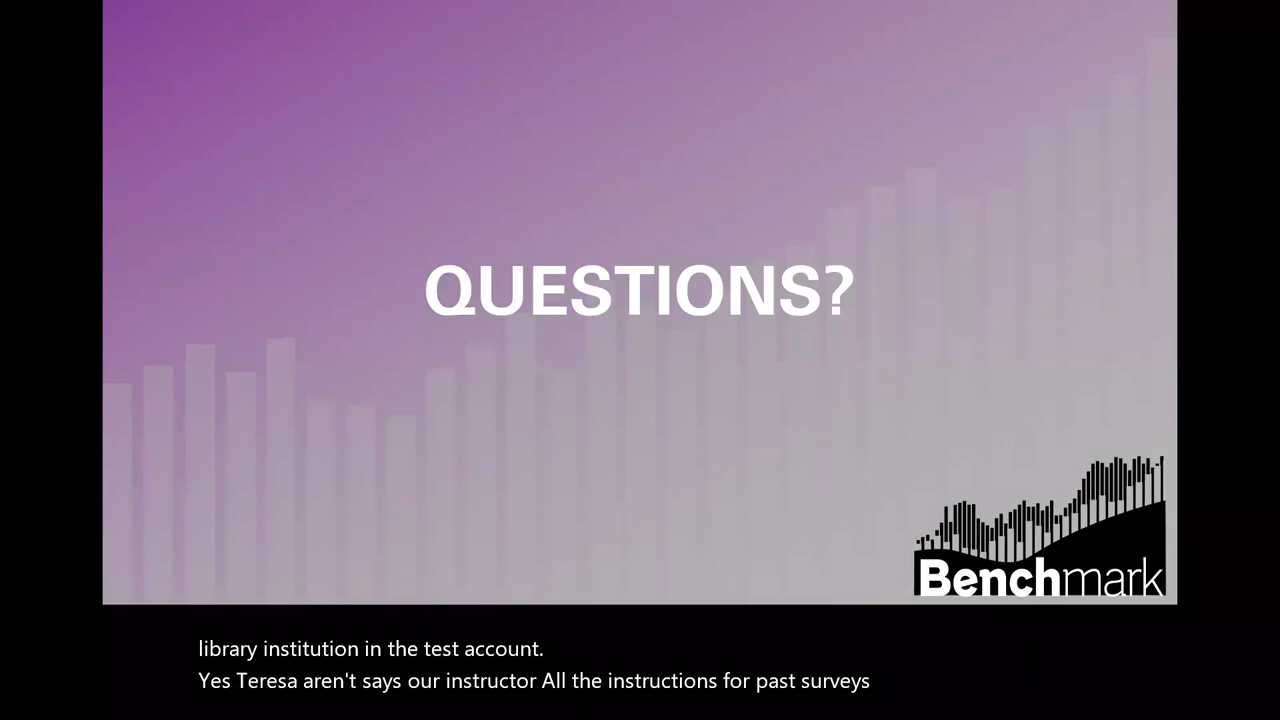 QUESTIONS?
Benchmark
library institution in the test account.
Yes Teresa aren't says our instructor All the instructions for past surveys